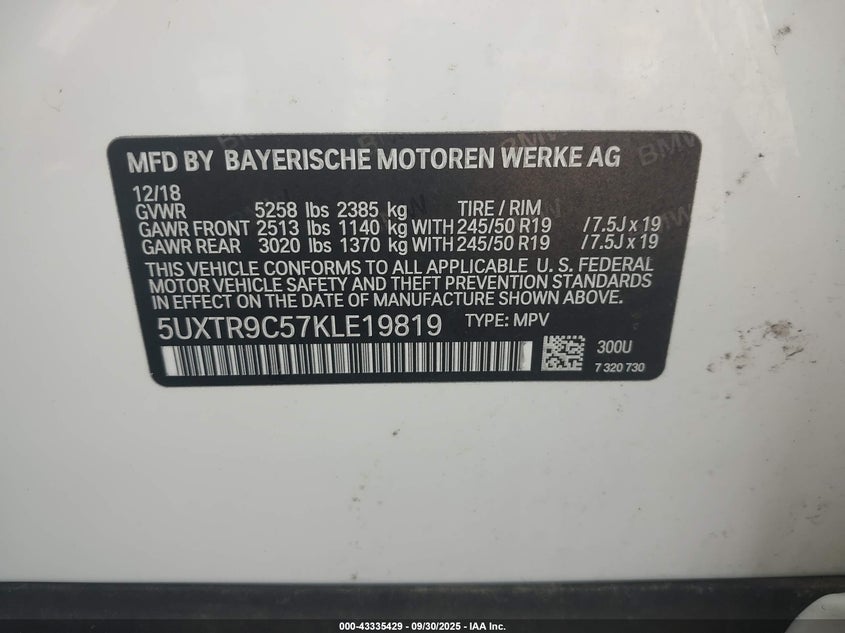 MFD BY BAYERISCHE MOTOREN WERKE AG
12/18
GVWR 5258 lbs 2385 kg TIRE / RIM
GAWR FRONT 2513 lbs 1140 kg WITH 245/50 R19 / 7.5J x 19
GAWR REAR 3020 lbs 1370 kg WITH 245/50 R19 / 7.5J x 19
THIS VEHICLE CONFORMS TO ALL APPLICABLE U. S. FEDERAL
MOTOR VEHICLE SAFETY AND THEFT PREVENTION STANDARDS
IN EFFECT ON THE DATE OF MANUFACTURE SHOWN ABOVE.
5UXTR9C57KLE19819 TYPE: MPV
300U
7 320 730
000-43335429 - 09/30/2025 - IAA Inc.